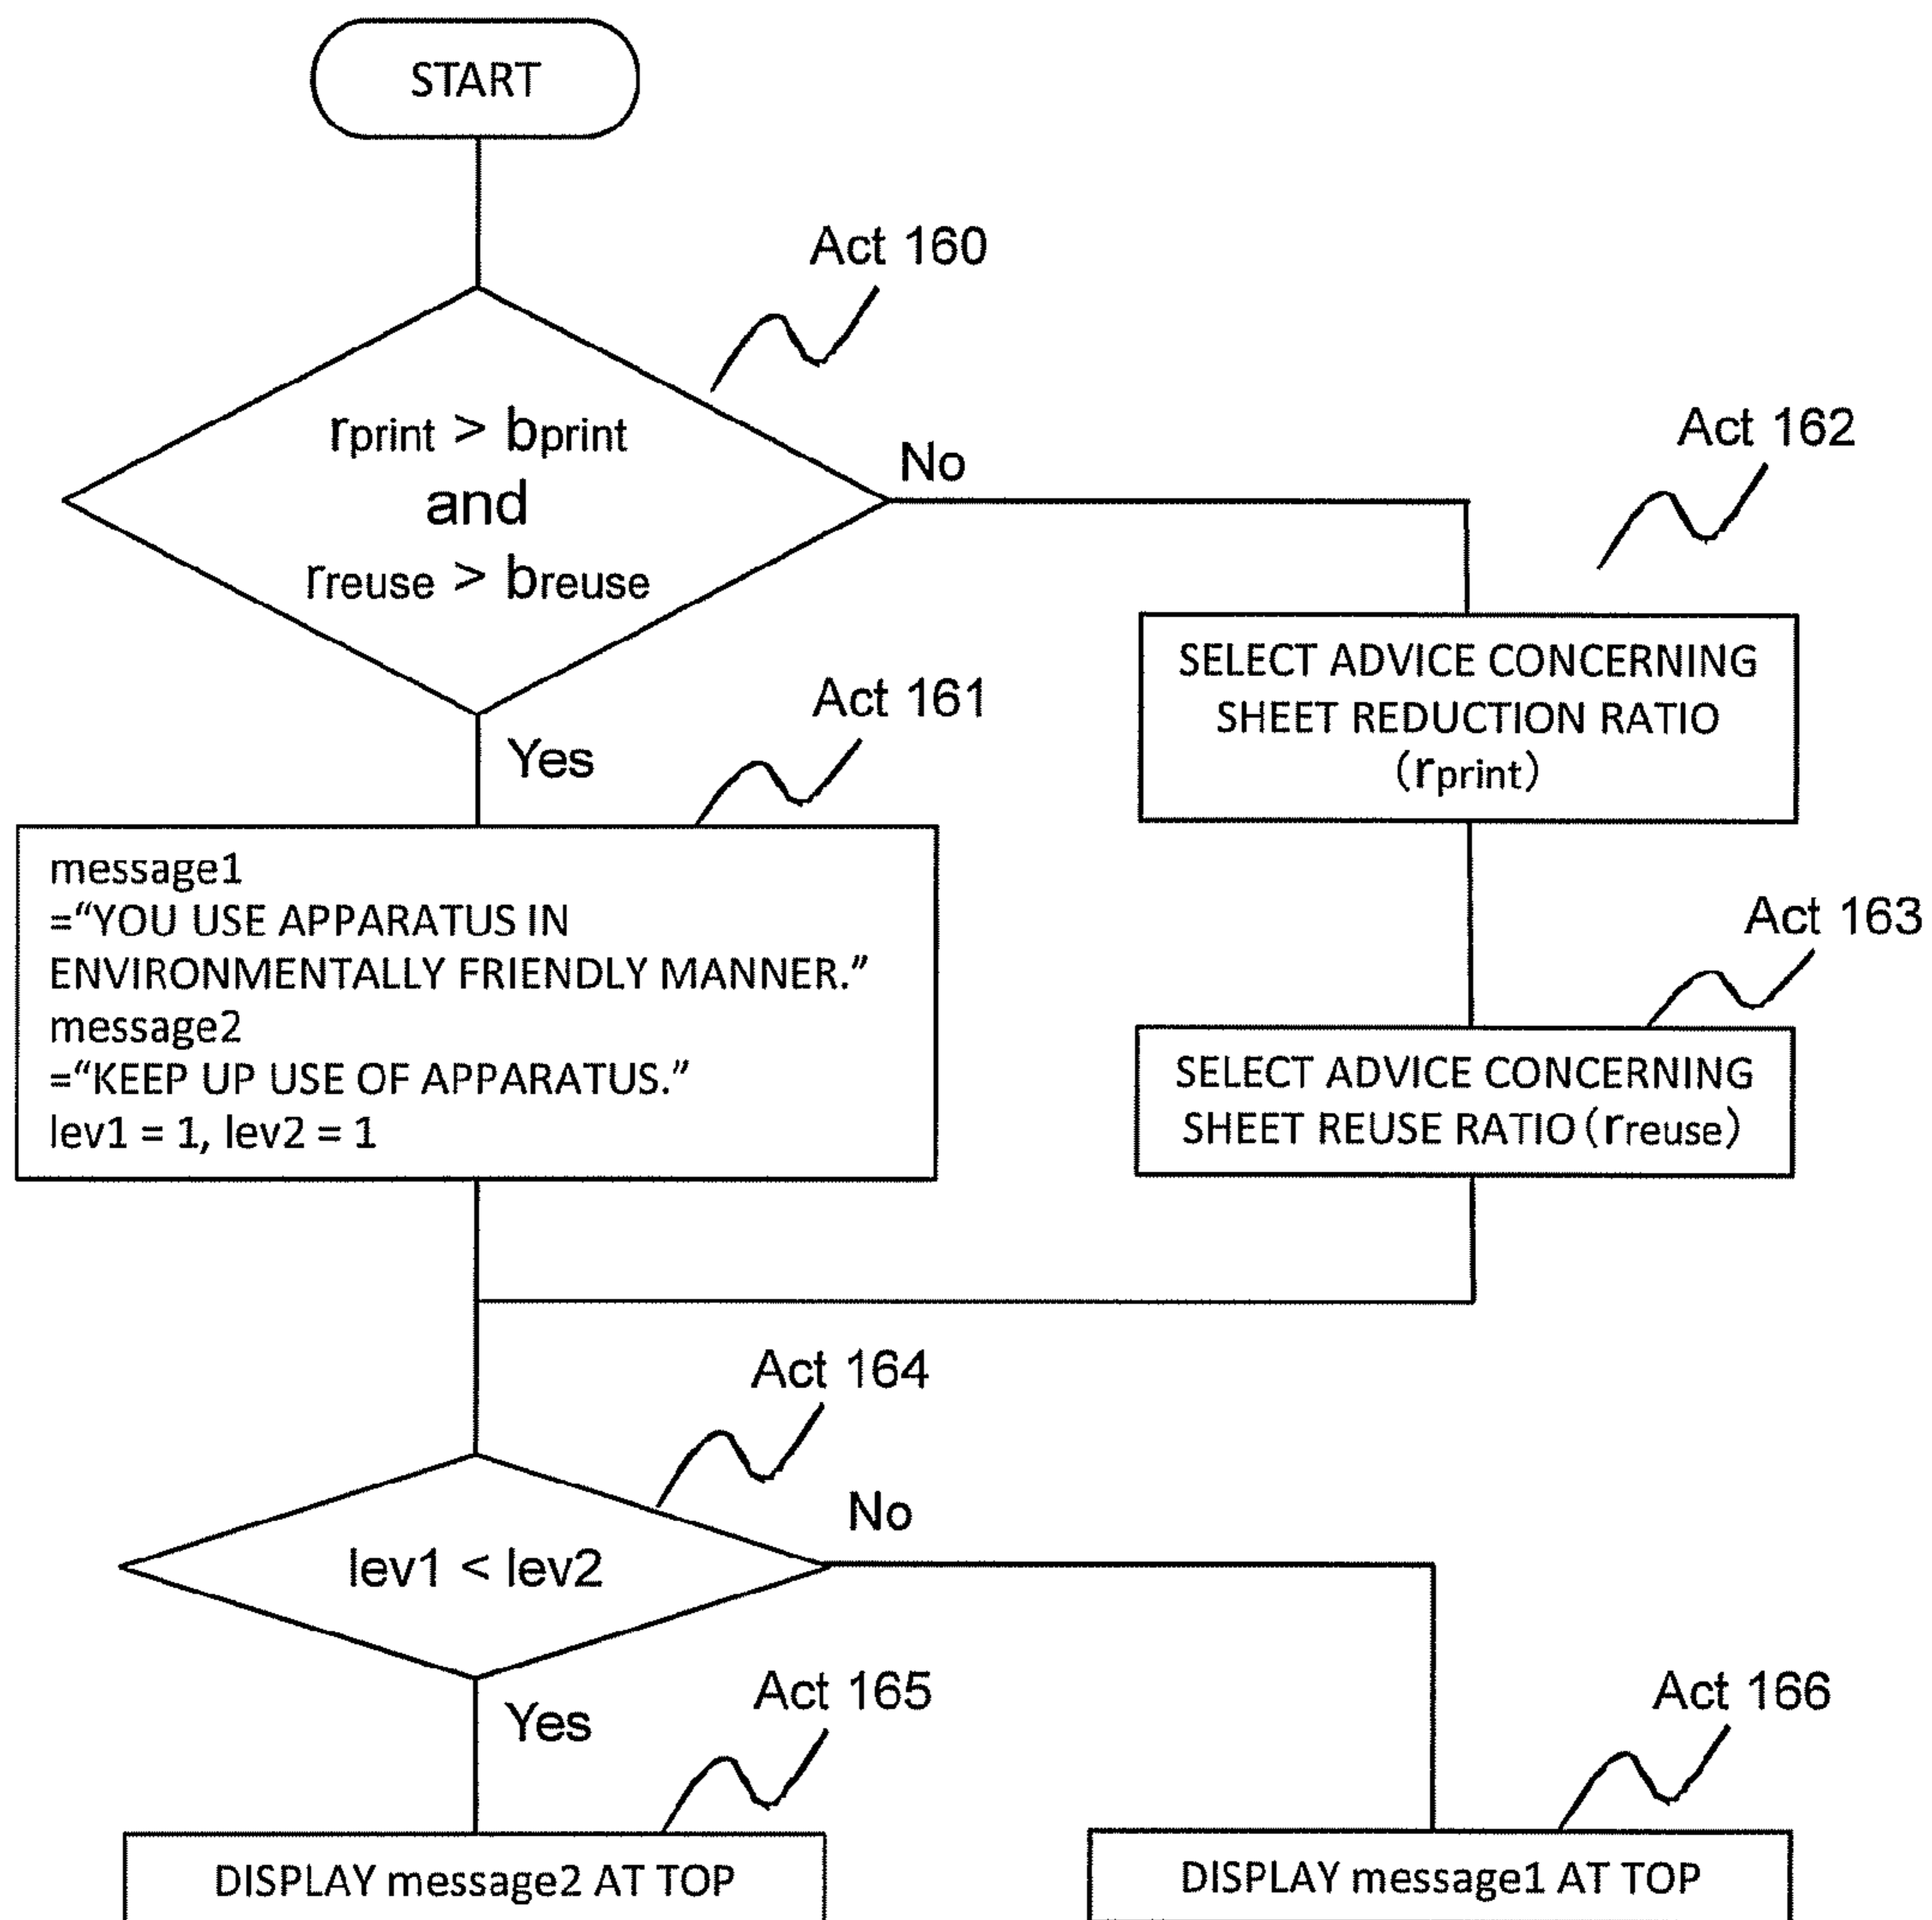 START
Act 160
rprint > bprint
and
rreuse > breuse
No
Act 162
SELECT ADVICE CONCERNING
SHEET REDUCTION RATIO
(rprint)
Yes
Act 161
message1
="YOU USE APPARATUS IN
ENVIRONMENTALLY FRIENDLY MANNER."
message2
="KEEP UP USE OF APPARATUS."
lev1 = 1, lev2 = 1
Act 163
SELECT ADVICE CONCERNING
SHEET REUSE RATIO (rreuse)
Act 164
lev1 < lev2
No
Yes
Act 165
DISPLAY message2 AT TOP
Act 166
DISPLAY message1 AT TOP